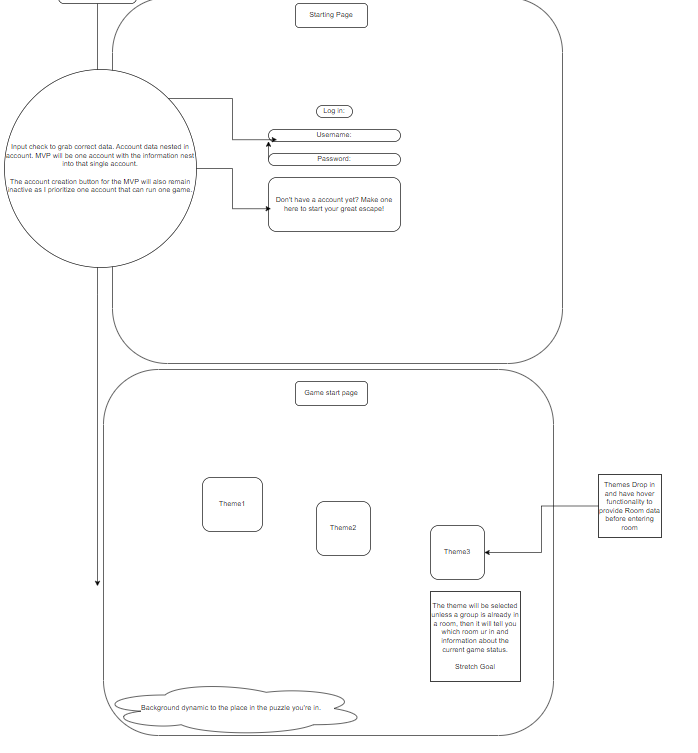 Starting Page
Log in:
Username:
Password:
Don't have a account yet? Make one
here to start your great escape!
Input check to grab correct data. Account data nested in
account. MVP will be one account with the information nest
into that single account.
The account creation button for the MVP will also remain
inactive as I prioritize one account that can run one game.
Game start page
Theme1
Theme2
Theme3
Themes Drop in
and have hover
functionality to
provide Room data
before entering
room
The theme will be selected
unless a group is already in
a room, then it will tell you
which room ur in and
information about the
current game status.
Stretch Goal
Background dynamic to the place in the puzzle you're in.